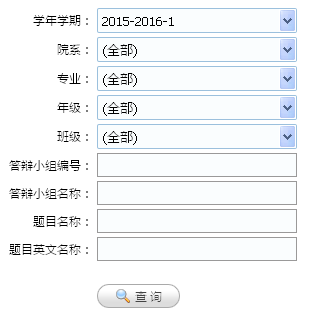 学年学期： 2015-2016-1
院系： (全部)
专业： (全部)
年级： (全部)
班级： (全部)
答辩小组编号：
答辩小组名称：
题目名称：
题目英文名称：
查 询